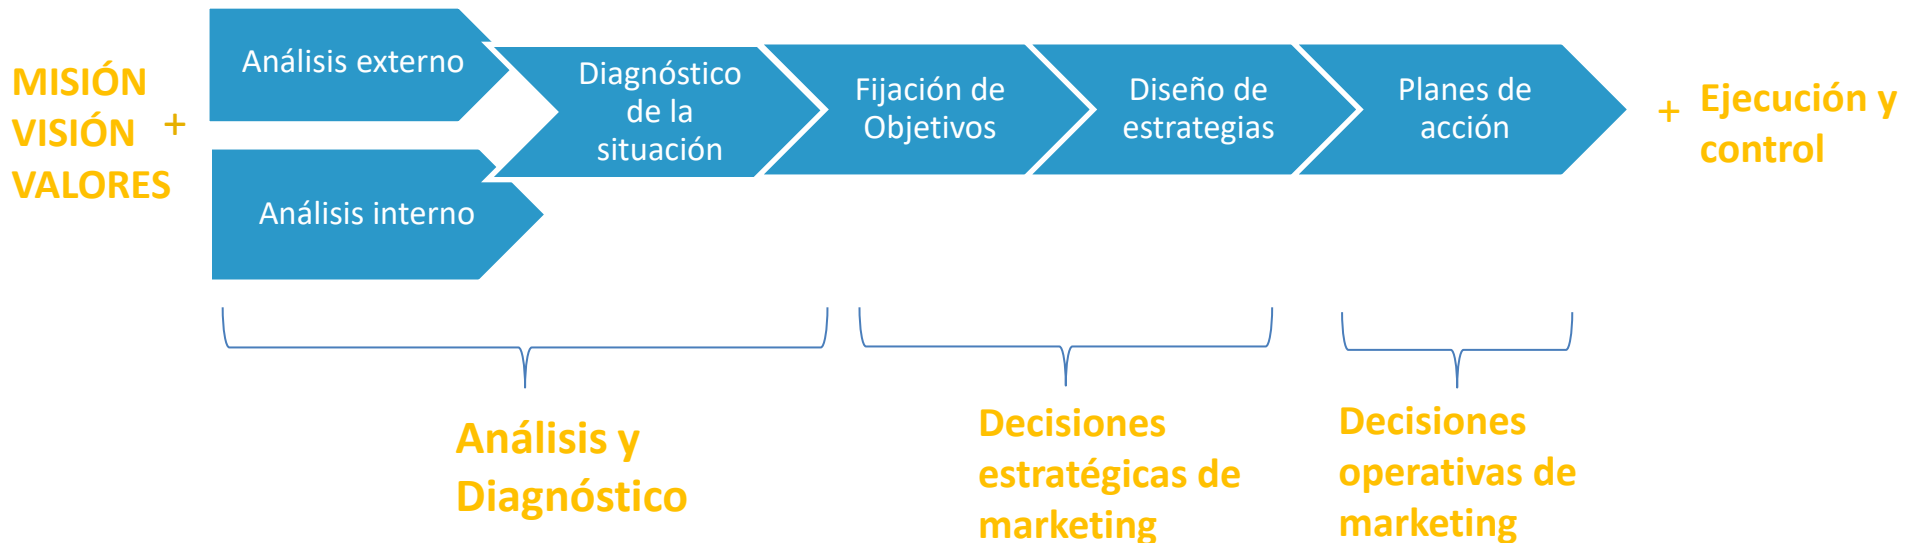 MISIÓN
VISIÓN
VALORES
+
Análisis externo
Análisis interno
Diagnóstico
de la
situación
Fijación de
Objetivos
Diseño de
estrategias
Planes de
acción
+
Ejecución y
control
Análisis y
Diagnóstico
Decisiones
estratégicas de
marketing
Decisiones
operativas de
marketing